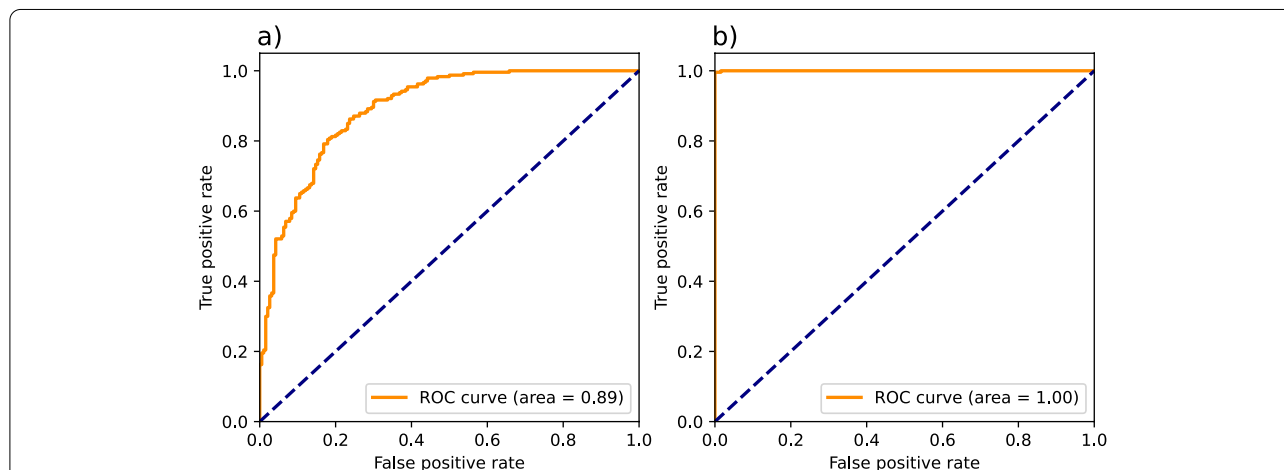 a)
1.0
0.8
0.6
0.4
0.2
0.0
True positive rate
ROC curve (area = 0.89)
0.0 0.2 0.4 0.6 0.8 1.0
False positive rate
b)
1.0
0.8
0.6
0.4
0.2
0.0
True positive rate
ROC curve (area = 1.00)
0.0 0.2 0.4 0.6 0.8 1.0
False positive rate